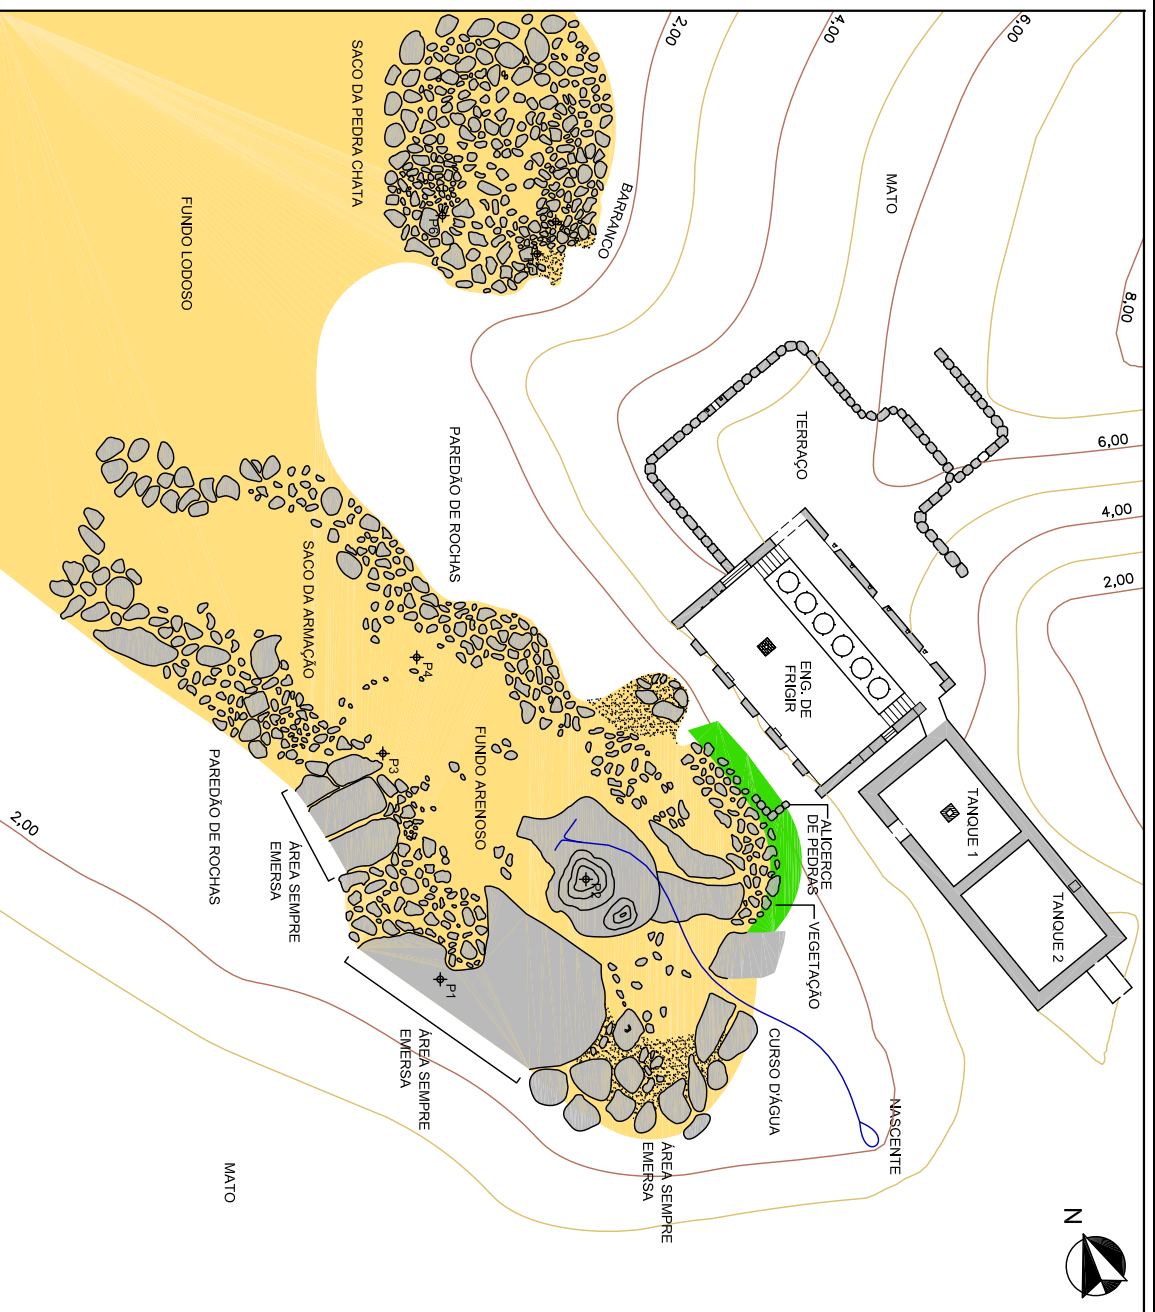 2,00
4,00
6,00
8,00
6,00
4,00
2,00
MATO
BARRANCO
SACO DA PEDRA CHATA
FUNDO LODOSO
P6
PAREDÃO DE ROCHAS
TERRAÇO
ENG. DE
FRIGIR
TANQUE 1
TANQUE 2
SACO DA ARMAÇÃO
P4
P3
FUNDO ARENOSO
P2
P1
ALICERCE
DE PEDRAS
VEGETAÇÃO
CURSO D'ÁGUA
NASCENTE
PAREDÃO DE ROCHAS
ÁREA SEMPRE
EMERSA
ÁREA SEMPRE
EMERSA
ÁREA SEMPRE
EMERSA
2,00
MATO
N